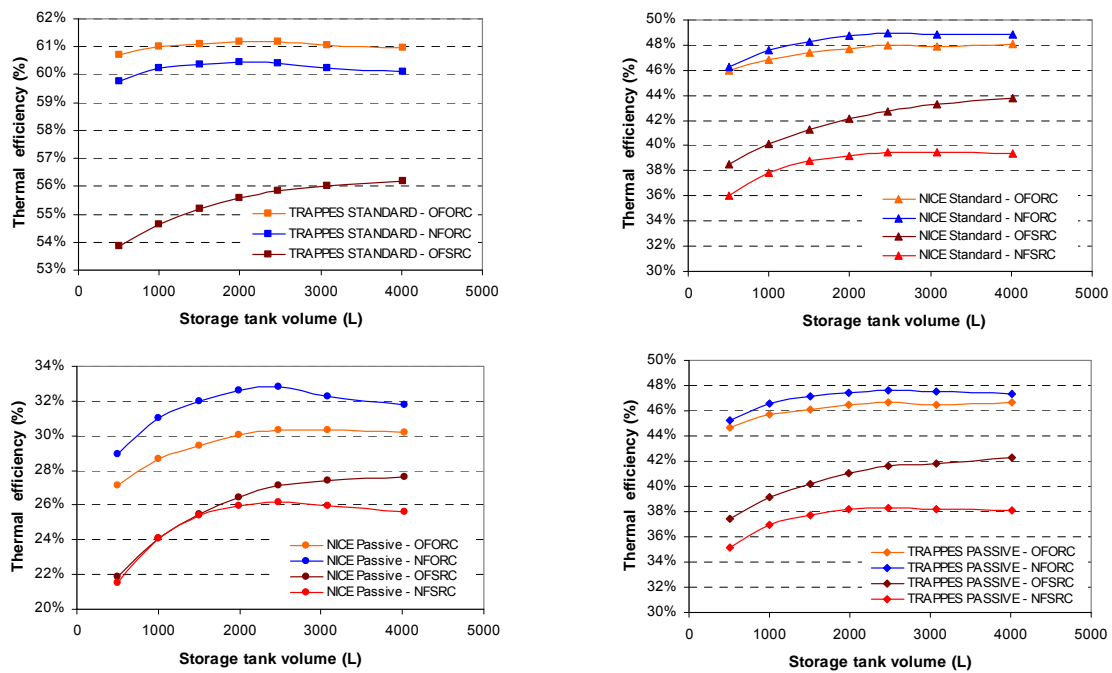 62%
61%
60%
59%
58%
57%
56%
55%
54%
53%
Thermal efficiency (%)
TRAPPES STANDARD - OFORC
TRAPPES STANDARD - NFORC
TRAPPES STANDARD - OFSRC
0 1000 2000 3000 4000 5000
Storage tank volume (L)
50%
48%
46%
44%
42%
40%
38%
36%
34%
32%
30%
Thermal efficiency (%)
NICE Standard - OFORC
NICE Standard - NFORC
NICE Standard - OFSRC
NICE Standard - NFSRC
0 1000 2000 3000 4000 5000
Storage tank volume (L)
34%
32%
30%
28%
26%
24%
22%
20%
Thermal efficiency (%)
NICE Passive - OFORC
NICE Passive - NFORC
NICE Passive - OFSRC
NICE Passive - NFSRC
0 1000 2000 3000 4000 5000
Storage tank volume (L)
50%
48%
46%
44%
42%
40%
38%
36%
34%
32%
30%
Thermal efficiency (%)
TRAPPES PASSIVE - OFORC
TRAPPES PASSIVE - NFORC
TRAPPES PASSIVE - OFSRC
TRAPPES PASSIVE - NFSRC
0 1000 2000 3000 4000 5000
Storage tank volume (L)